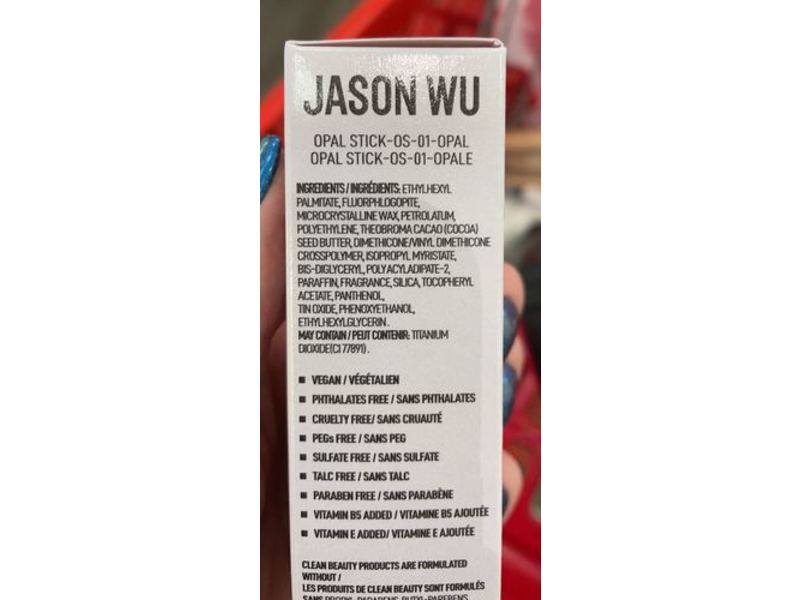 JASON WU
OPAL STICK-OS-01-OPAL
OPAL STICK-OS-01-OPALE
INGREDIENTS / INGRÉDIENTS: ETHYLHEXYL
PALMITATE, FLUORPHLOGOPITE,
MICROCRYSTALLINE WAX, PETROLATUM,
POLYETHYLENE, THEOBROMA CACAO (COCOA)
SEED BUTTER, DIMETHICONE/VINYL DIMETHICONE
CROSSPOLYMER, ISOPROPYL MYRISTATE,
BIS-DIGLYCERYL, POLYACYLADIPATE-2,
PARAFFIN, FRAGRANCE, SILICA, TOCOPHERYL
ACETATE, PANTHENOL,
TIN OXIDE, PHENOXYETHANOL,
ETHYLHEXYLGLYCERIN.
MAY CONTAIN / PEUT CONTENIR: TITANIUM
DIOXIDE(CI 77891).
▪ VEGAN / VÉGÉTALIEN
▪ PHTHALATES FREE / SANS PHTHALATES
▪ CRUELTY FREE/ SANS CRUAUTÉ
▪ PEGs FREE / SANS PEG
▪ SULFATE FREE / SANS SULFATE
▪ TALC FREE / SANS TALC
▪ PARABEN FREE / SANS PARABÈNE
▪ VITAMIN B5 ADDED / VITAMINE B5 AJOUTÉE
▪ VITAMIN E ADDED/ VITAMINE E AJOUTÉE
CLEAN BEAUTY PRODUCTS ARE FORMULATED
WITHOUT /
LES PRODUITS DE CLEAN BEAUTY SONT FORMULÉS
SANS PROPYL-PARABENS, BUTYL-PARABENS